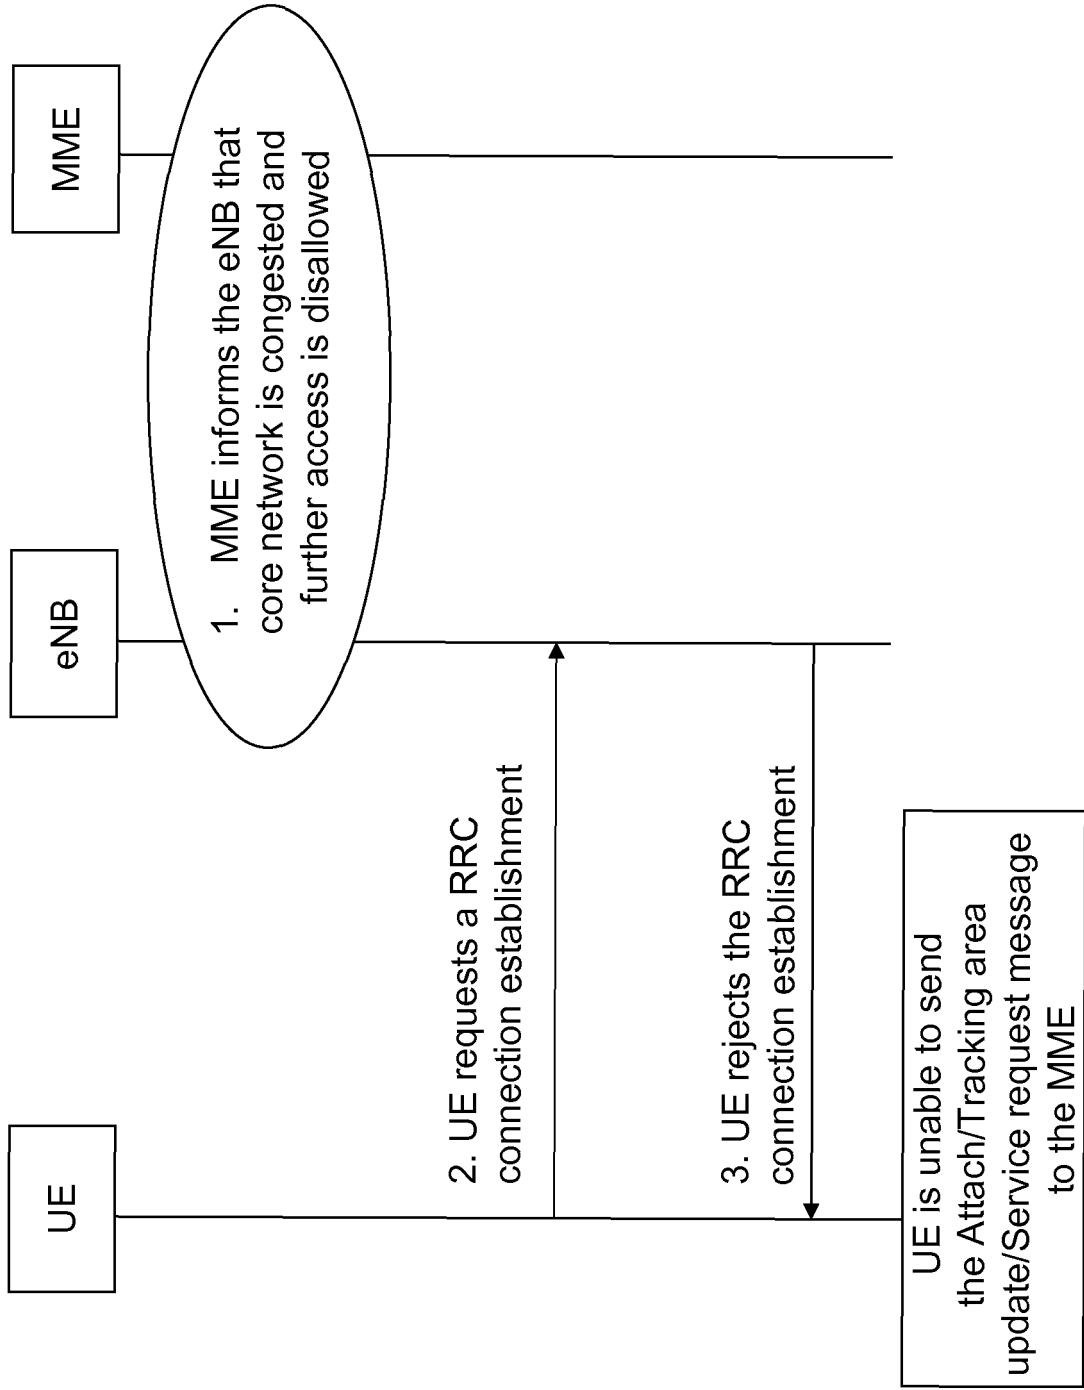 UE
eNB
MME
1. MME informs the eNB that
core network is congested and
further access is disallowed
2. UE requests a RRC
connection establishment
3. UE rejects the RRC
connection establishment
UE is unable to send
the Attach/Tracking area
update/Service request message
to the MME